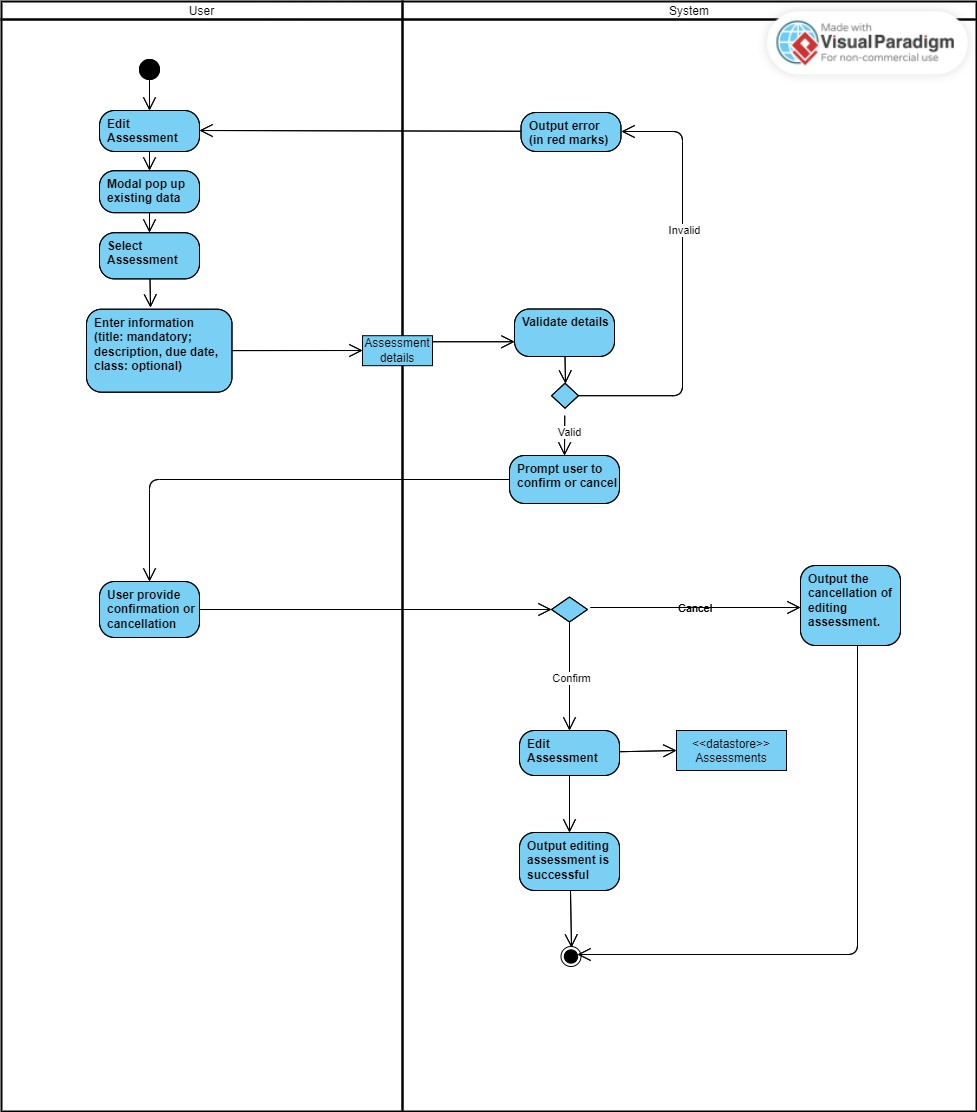 User
System
Made with
Visual Paradigm
For non-commercial use
Edit
Assessment
Output error
(in red marks)
Modal pop up
existing data
Invalid
Select
Assessment
Enter information
(title: mandatory;
description, due date,
class: optional)
Assessment
details
Validate details
Valid
Prompt user to
confirm or cancel
User provide
confirmation or
cancellation
Cancel
Output the
cancellation of
editing
assessment.
Confirm
Edit
Assessment
<<datastore>>
Assessments
Output editing
assessment is
successful